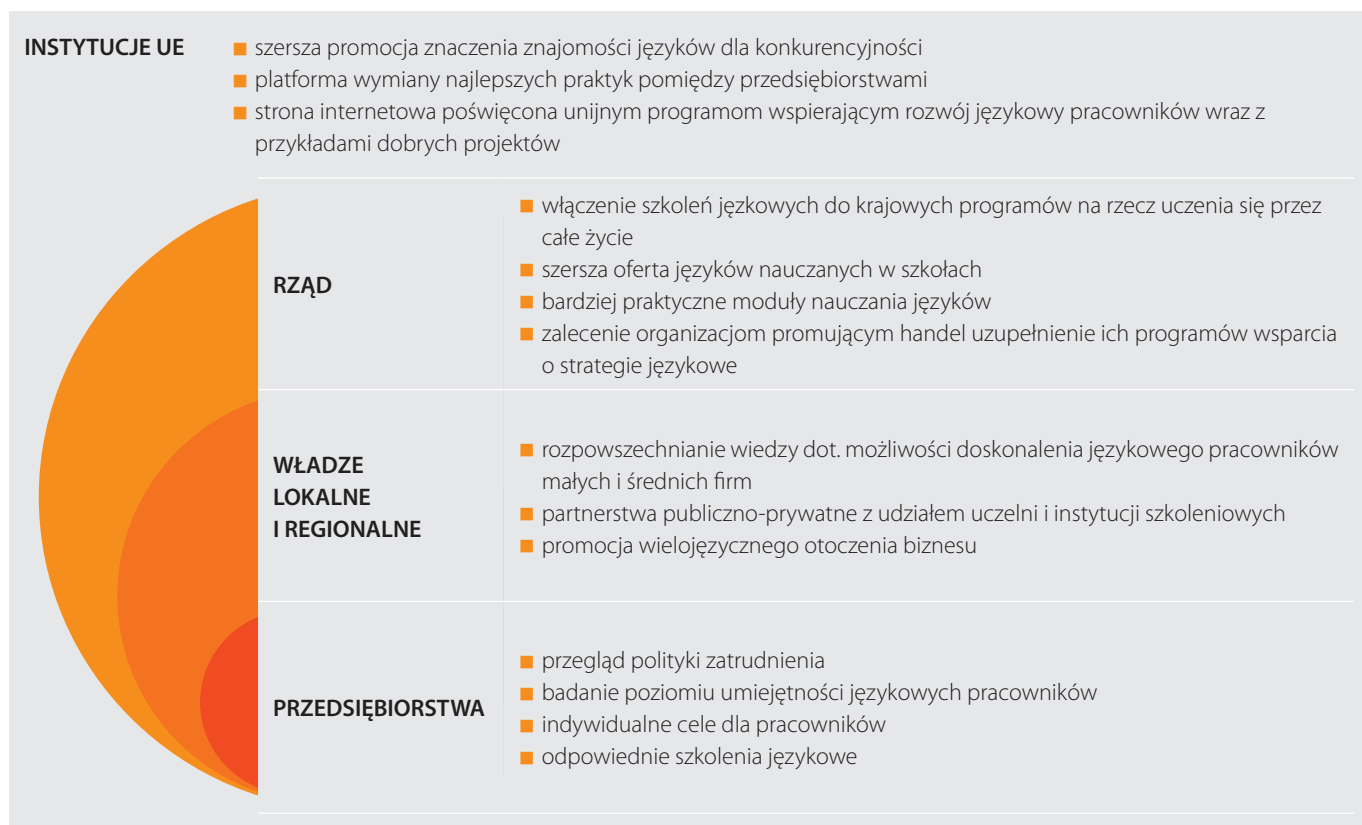 INSTYTUCJE UE
■ szersza promocja znaczenia znajomości języków dla konkurencyjności
■ platforma wymiany najlepszych praktyk pomiędzy przedsiębiorstwami
■ strona internetowa poświęcona unijnym programom wspierającym rozwój językowy pracowników wraz z
przykładami dobrych projektów
RZĄD
■ włączenie szkoleń jęzkowych do krajowych programów na rzecz uczenia się przez
całe życie
■ szersza oferta języków nauczanych w szkołach
■ bardziej praktyczne moduły nauczania języków
■ zalecenie organizacjom promującym handel uzupełnienie ich programów wsparcia
o strategie językowe
WŁADZE
LOKALNE
I REGIONALNE
■ rozpowszechnianie wiedzy dot. możliwości doskonalenia językowego pracowników
małych i średnich firm
■ partnerstwa publiczno-prywatne z udziałem uczelni i instytucji szkoleniowych
■ promocja wielojęzycznego otoczenia biznesu
PRZEDSIĘBIORSTWA
■ przegląd polityki zatrudnienia
■ badanie poziomiu umiejętności językowych pracowników
■ indywidualne cele dla pracowników
■ odpowiednie szkolenia językowe